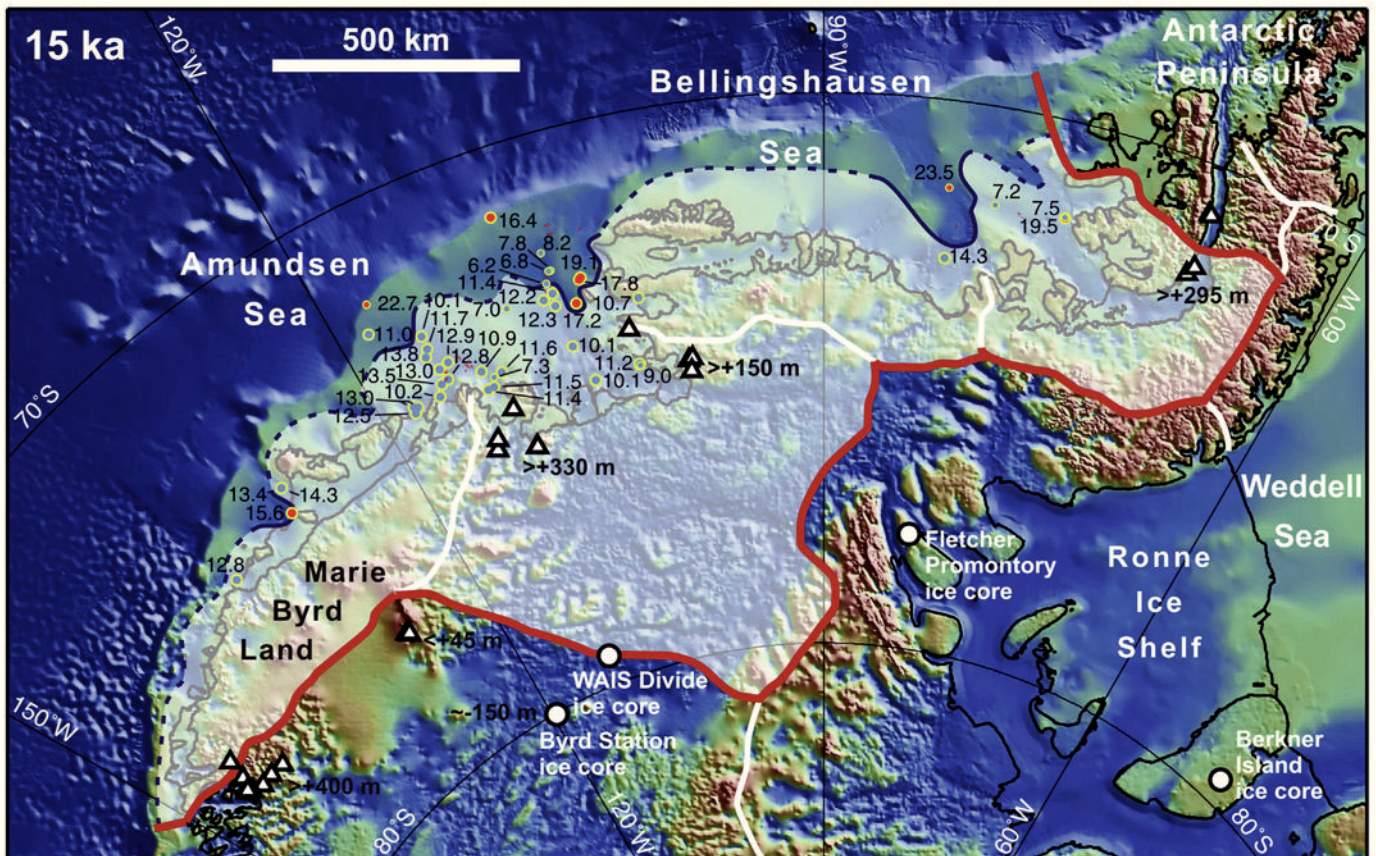 15 ka
500 km
120°W
90°W
Antarctic
Peninsula
Bellingshausen
Sea
Amundsen
Sea
70°S
60°W
23.5
7.2
7.5
19.5
14.3
>+295 m
16.4
7.8
8.2
6.8
6.2
19.1
11.4
17.8
12.2
10.7
7.0
12.3
17.2
22.7
10.1
11.7
11.0
12.9
10.9
13.8
12.8
11.6
10.1
13.0
7.3
11.2
13.5
11.5
10.1
9.0
>+150 m
10.2
11.4
13.0
12.5
>+330 m
13.4
14.3
15.6
12.8
Marie
Byrd
Land
<+45 m
WAIS Divide
ice core
~-150 m
Byrd Station
ice core
Fletcher
Promontory
ice core
Ronne
Ice
Shelf
Weddell
Sea
Berkner
Island
ice core
>+400 m
150°W
80°S
120°W
60°W
80°S